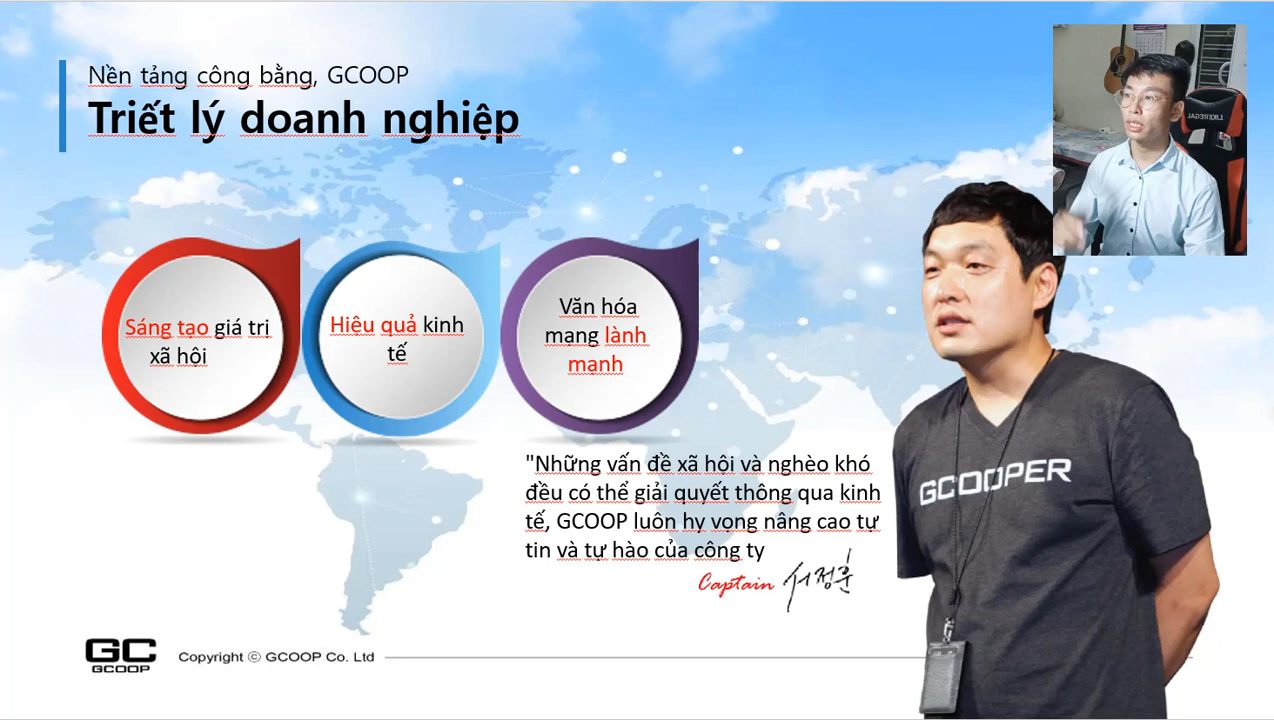 Nền tảng công bằng, GCOOP
Triết lý doanh nghiệp
Sáng tạo giá trị
xã hội
Hiệu quả kinh
tế
Văn hóa
mạng lành
mạnh
"Những vấn đề xã hội và nghèo khó
đều có thể giải quyết thông qua kinh
tế, GCOOP luôn hy vọng nâng cao tự
tin và tự hào của công ty
Captain 서정훈
GCOOPER
GC
GCOOP
Copyright ⓒ GCOOP Co. Ltd